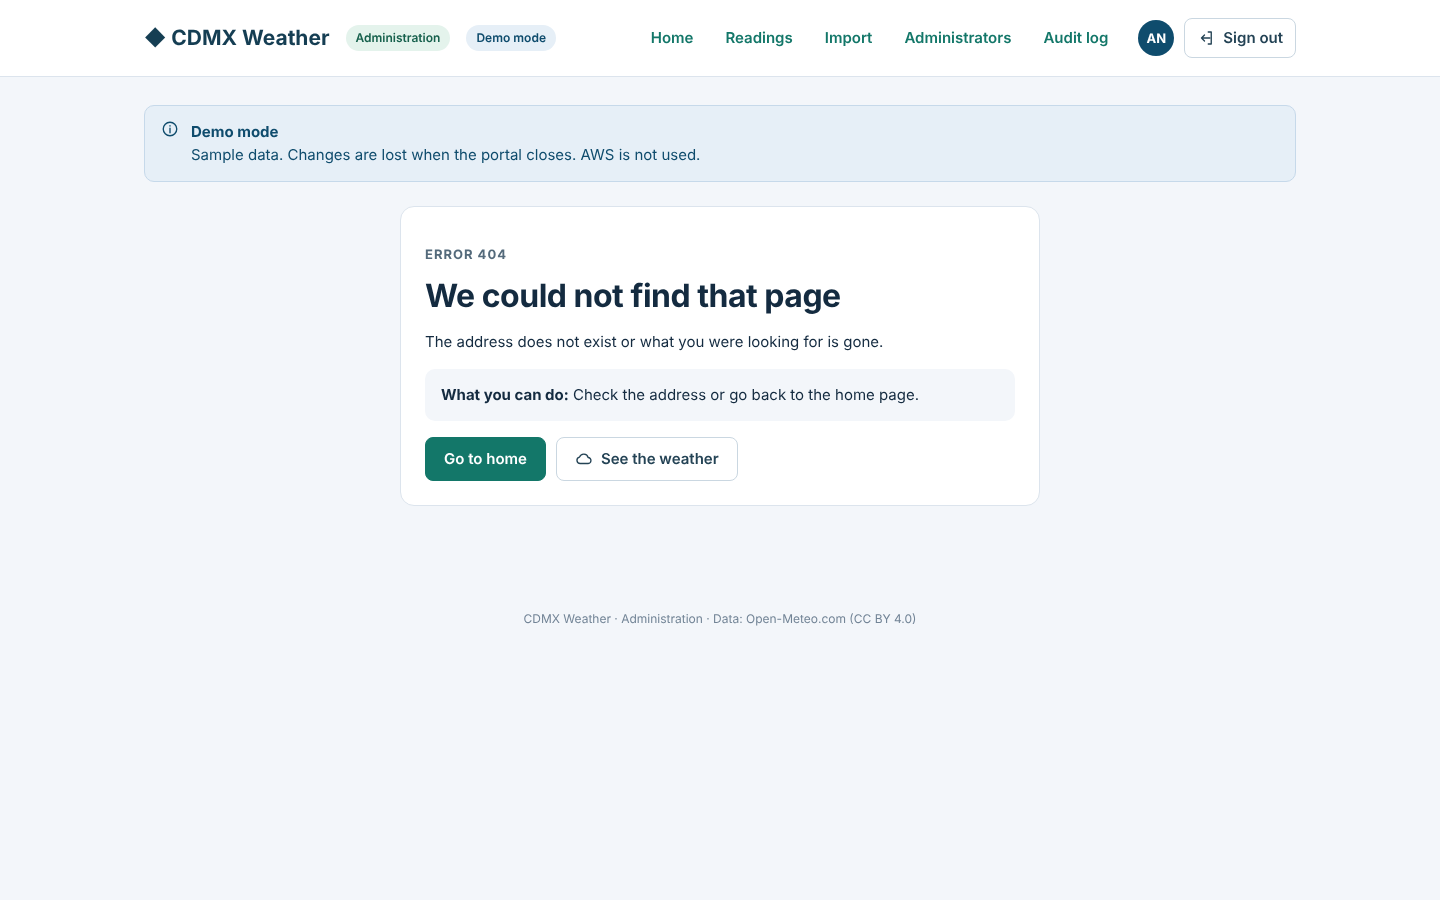 CDMX Weather
Administration
Demo mode
Home
Readings
Import
Administrators
Audit log
AN
Sign out
Demo mode
Sample data. Changes are lost when the portal closes. AWS is not used.
ERROR 404
We could not find that page
The address does not exist or what you were looking for is gone.
What you can do: Check the address or go back to the home page.
Go to home
See the weather
CDMX Weather · Administration · Data: Open-Meteo.com (CC BY 4.0)